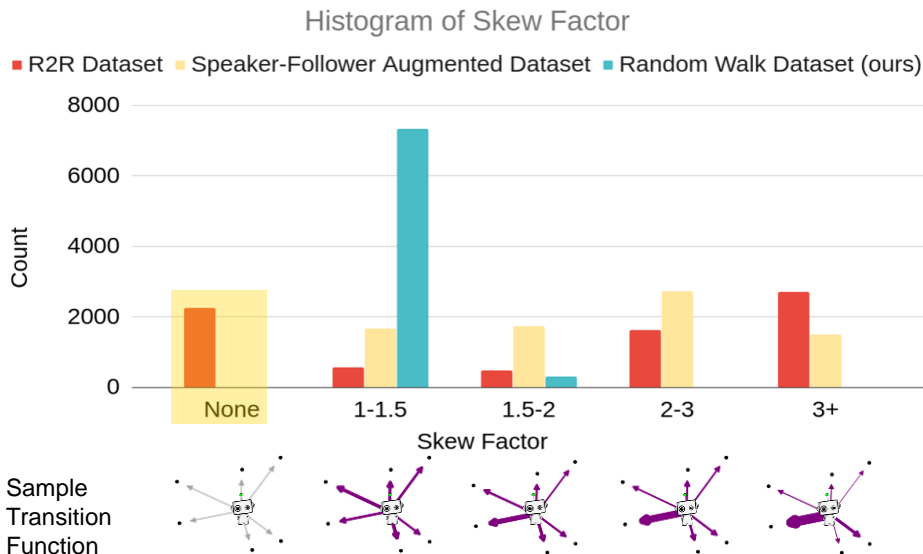 Histogram of Skew Factor
R2R Dataset Speaker-Follower Augmented Dataset Random Walk Dataset (ours)
8000
6000
4000
2000
0
Count
None 1-1.5 1.5-2 2-3 3+
Skew Factor
Sample
Transition
Function